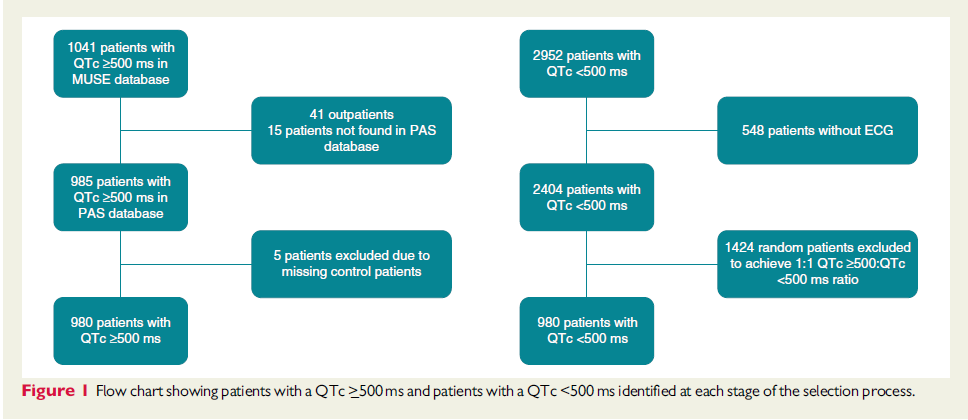 1041 patients with
QTc ≥500 ms in
MUSE database
41 outpatients
15 patients not found in PAS
database
985 patients with
QTc ≥500 ms in
PAS database
5 patients excluded due to
missing control patients
980 patients with
QTc ≥500 ms
2952 patients with
QTc <500 ms
548 patients without ECG
2404 patients with
QTc <500 ms
1424 random patients excluded
to achieve 1:1 QTc ≥500:QTc
<500 ms ratio
980 patients with
QTc <500 ms
Figure 1 Flow chart showing patients with a QTc ≥500 ms and patients with a QTc <500 ms identified at each stage of the selection process.